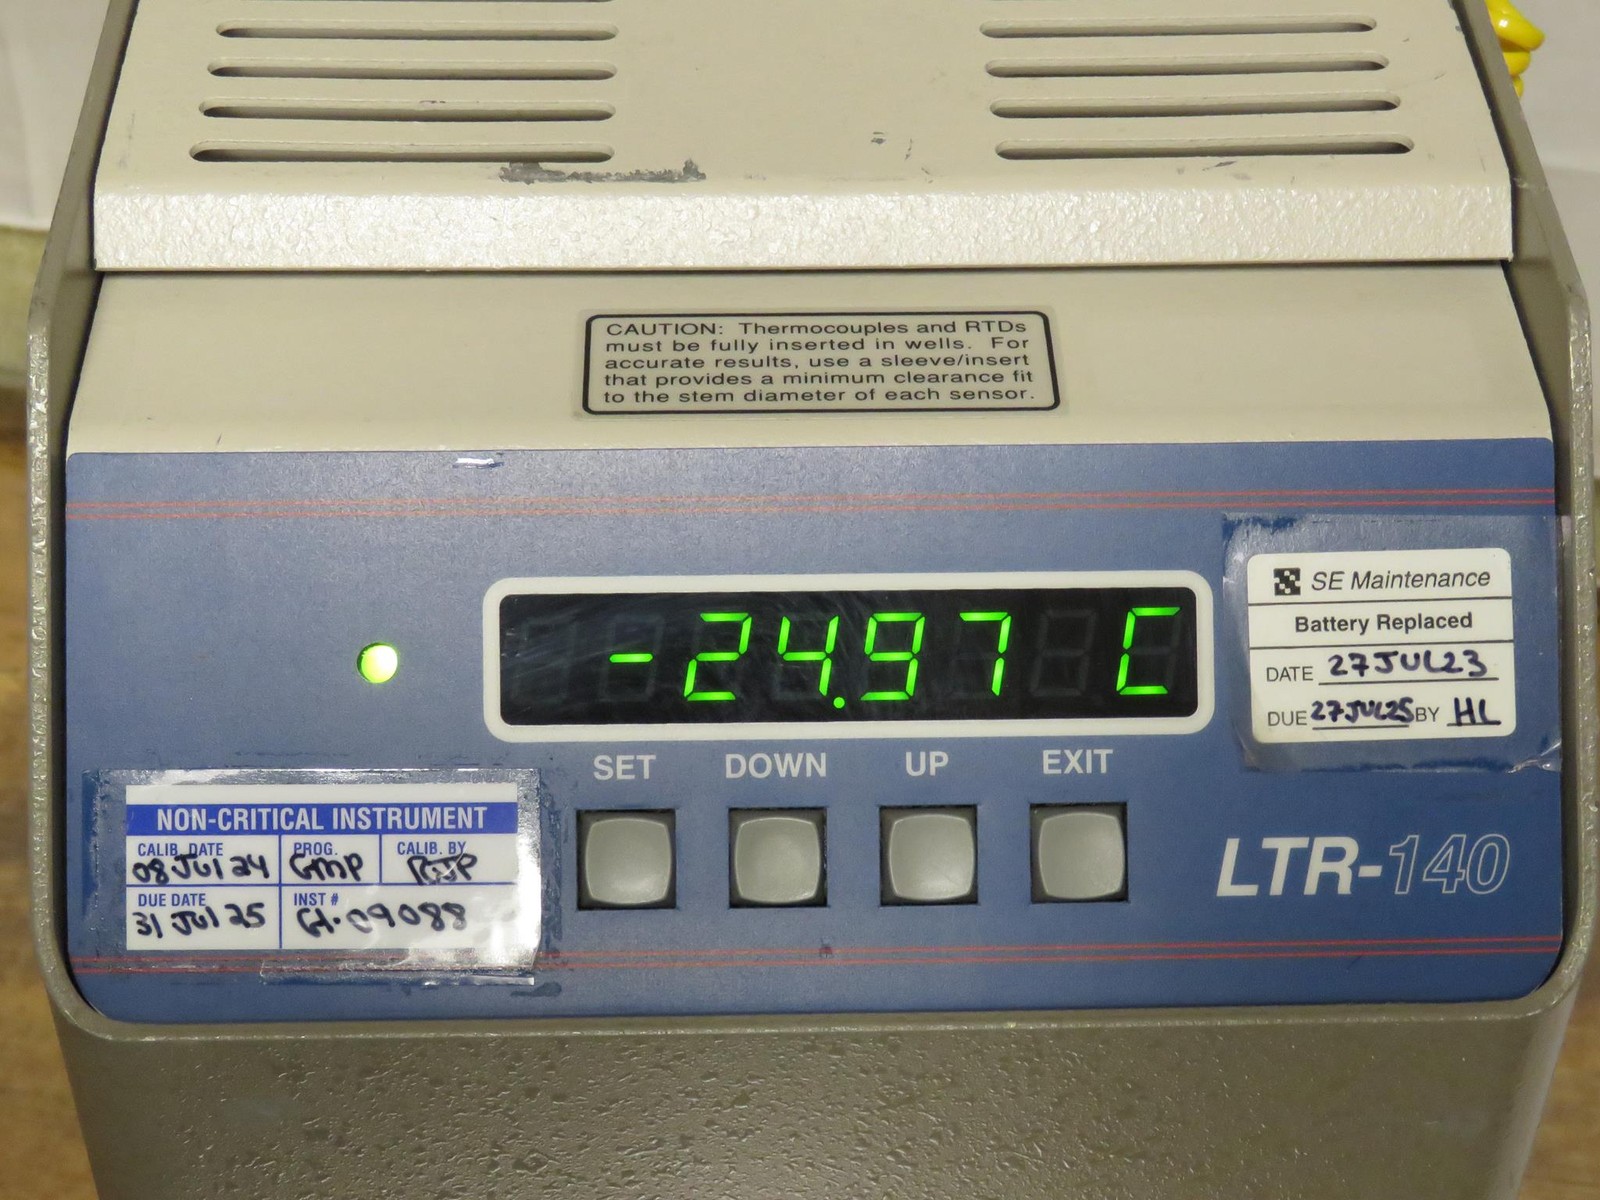 CAUTION: Thermocouples and RTDs
must be fully inserted in wells. For
accurate results, use a sleeve/insert
that provides a minimum clearance fit
to the stem diameter of each sensor.
-24.97 C
SE Maintenance
Battery Replaced
DATE 27JUL23
DUE 27JUL25 BY HL
SET DOWN UP EXIT
NON-CRITICAL INSTRUMENT
CALIB. DATE PROG. CALIB. BY
08 Jul 24 GMP RJP
DUE DATE INST #
31 Jul 25
LTR-140